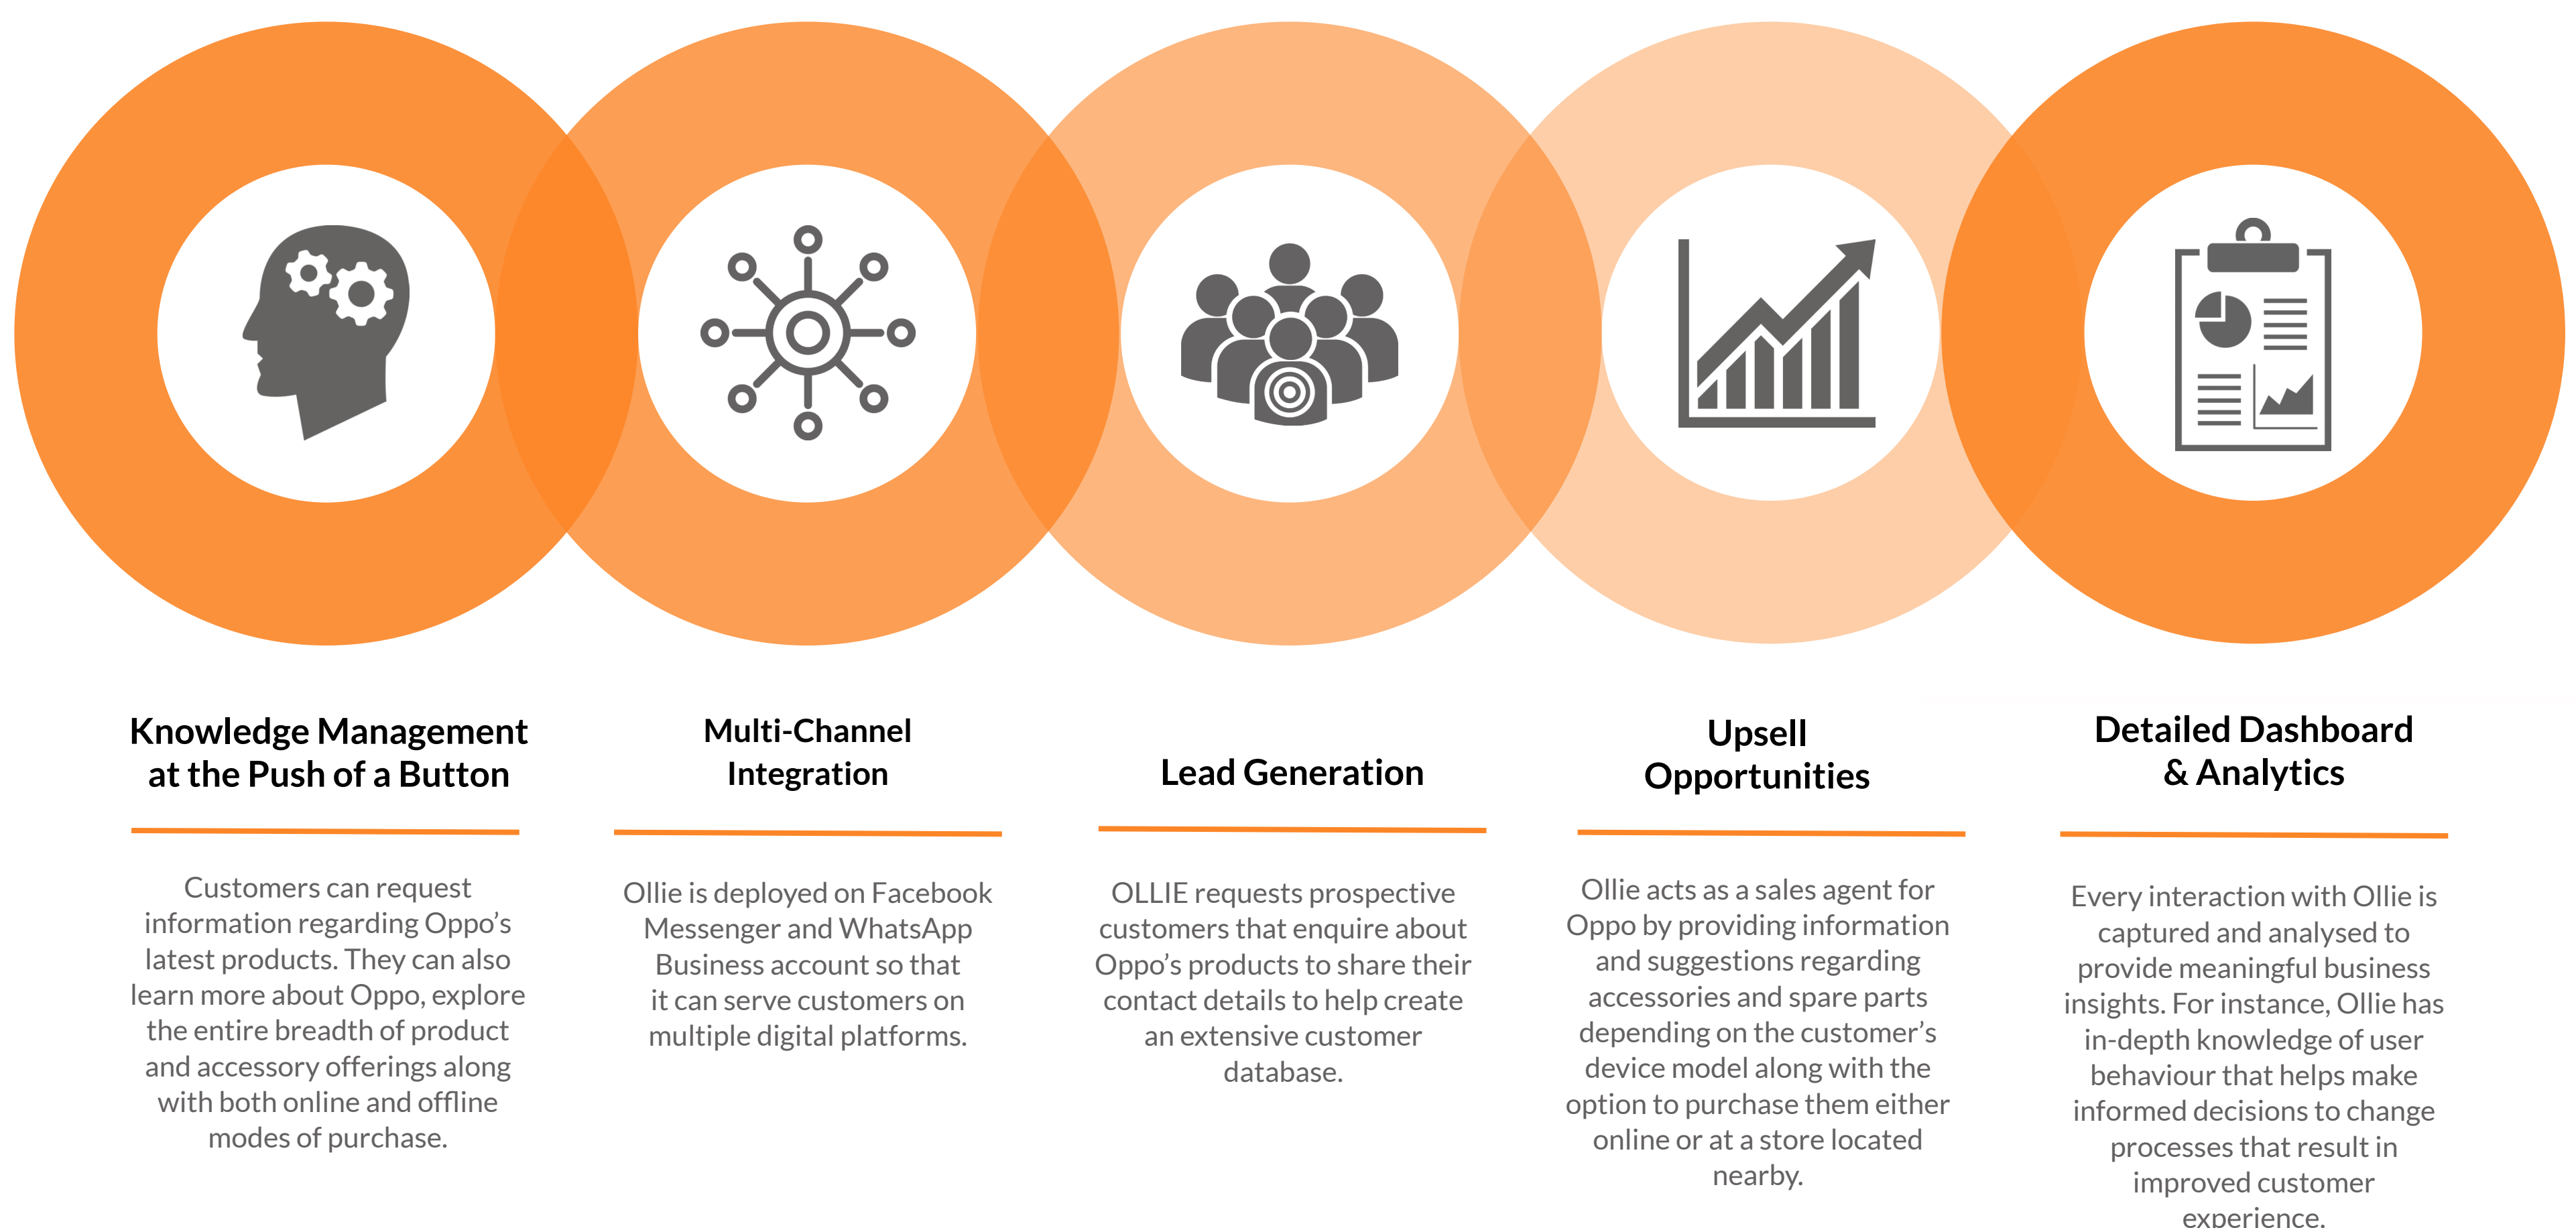 Knowledge Management
at the Push of a Button
Customers can request
information regarding Oppo’s
latest products. They can also
learn more about Oppo, explore
the entire breadth of product
and accessory offerings along
with both online and offline
modes of purchase.
Multi-Channel
Integration
Ollie is deployed on Facebook
Messenger and WhatsApp
Business account so that
it can serve customers on
multiple digital platforms.
Lead Generation
OLLIE requests prospective
customers that enquire about
Oppo’s products to share their
contact details to help create
an extensive customer
database.
Upsell
Opportunities
Ollie acts as a sales agent for
Oppo by providing information
and suggestions regarding
accessories and spare parts
depending on the customer’s
device model along with the
option to purchase them either
online or at a store located
nearby.
Detailed Dashboard
& Analytics
Every interaction with Ollie is
captured and analysed to
provide meaningful business
insights. For instance, Ollie has
in-depth knowledge of user
behaviour that helps make
informed decisions to change
processes that result in
improved customer
experience.